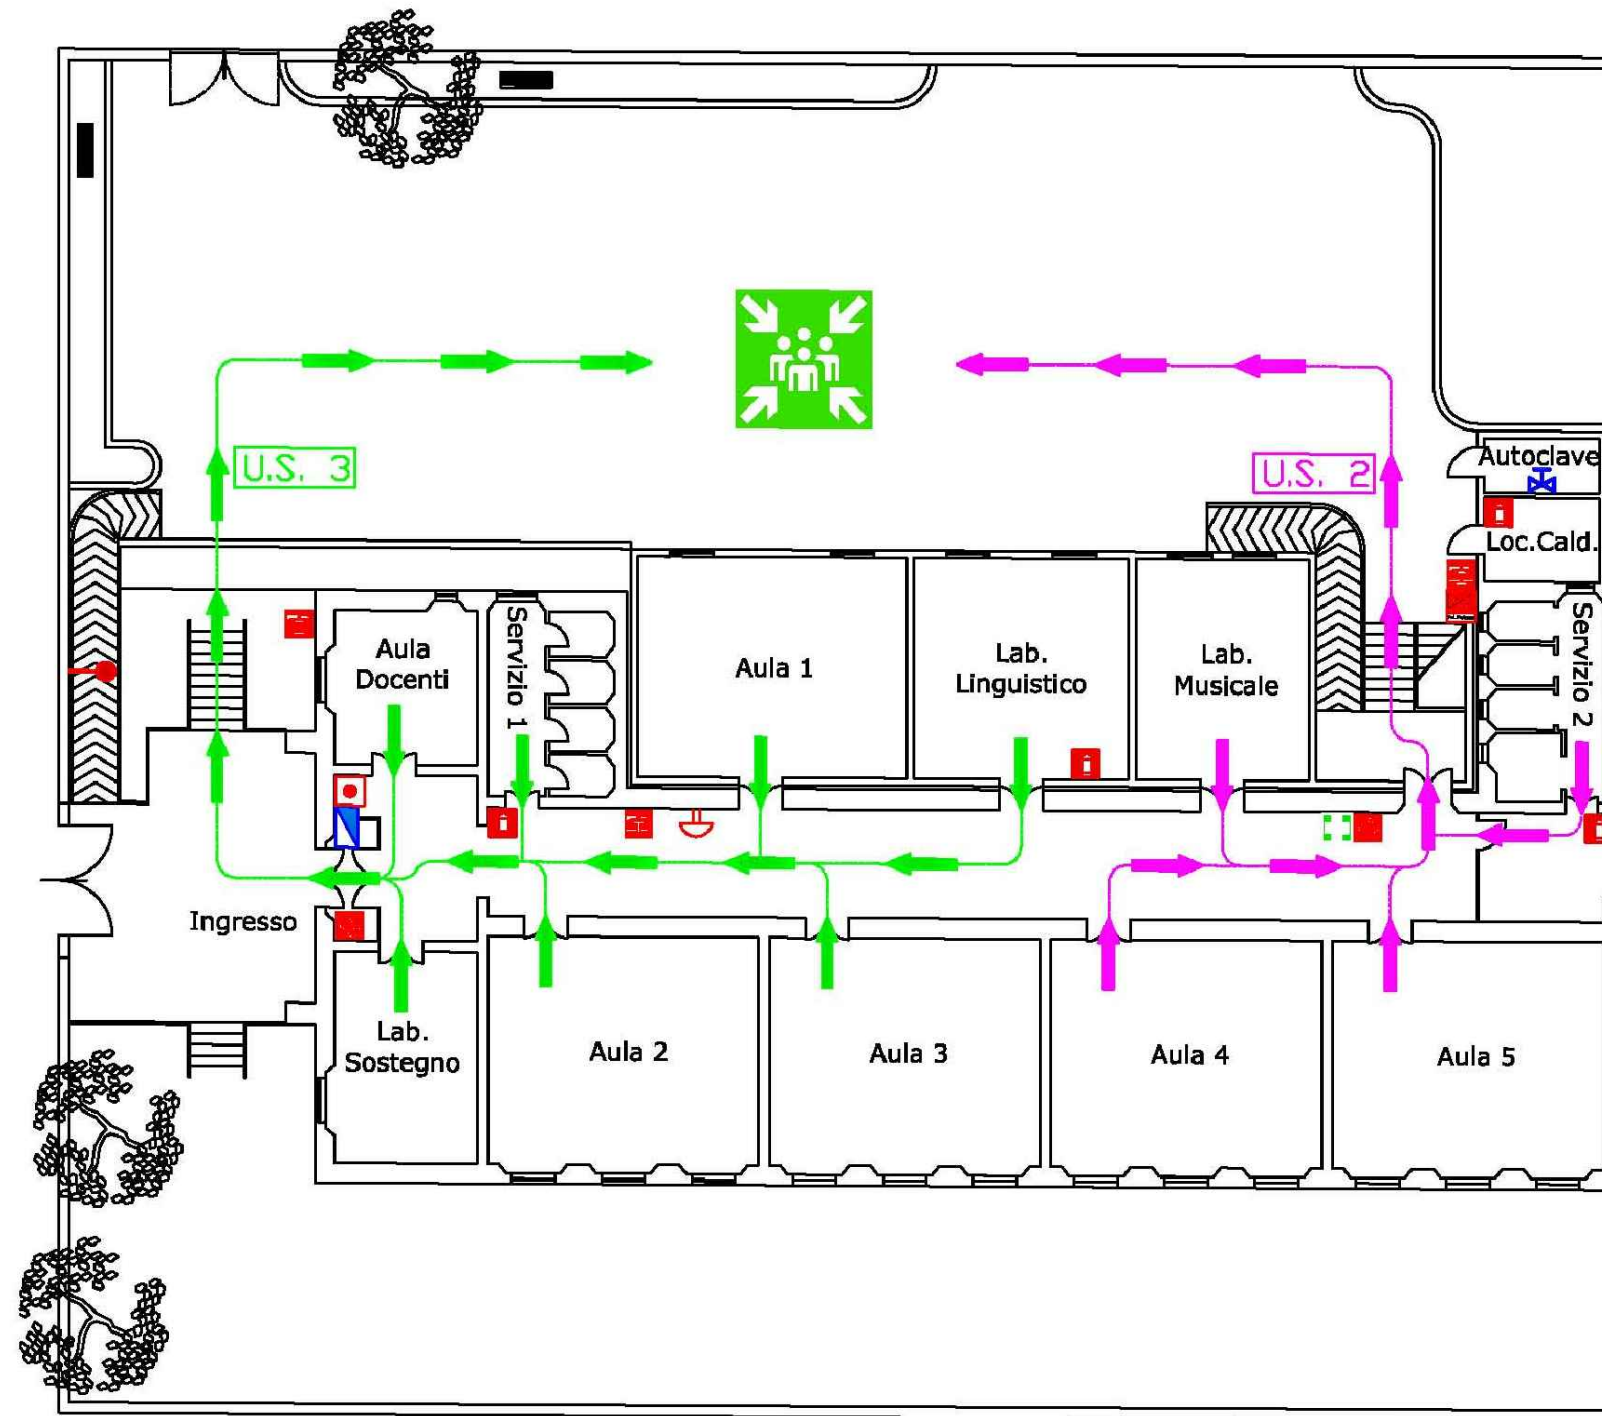 U.S. 3
U.S. 2
Autoclave
Loc.Cald.
Aula
Docenti
Servizio 1
Aula 1
Lab.
Linguistico
Lab.
Musicale
Servizio 2
Ingresso
Lab.
Sostegno
Aula 2
Aula 3
Aula 4
Aula 5